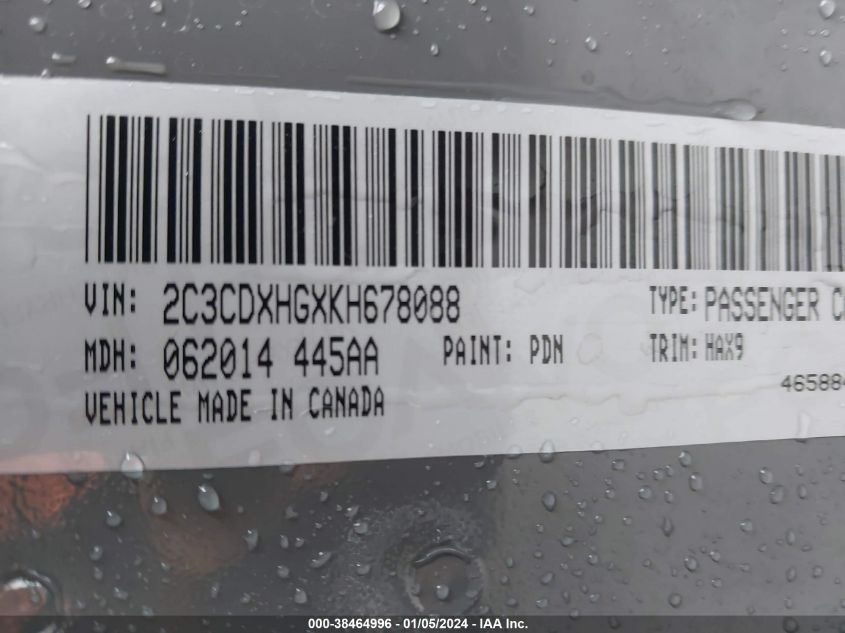 VIN: 2C3CDXHGXKH678088 TYPE: PASSENGER
MDH: 062014 445AA PAINT: PDN TRIM: HAX9
VEHICLE MADE IN CANADA 46588
000-38464996 - 01/05/2024 - IAA Inc.